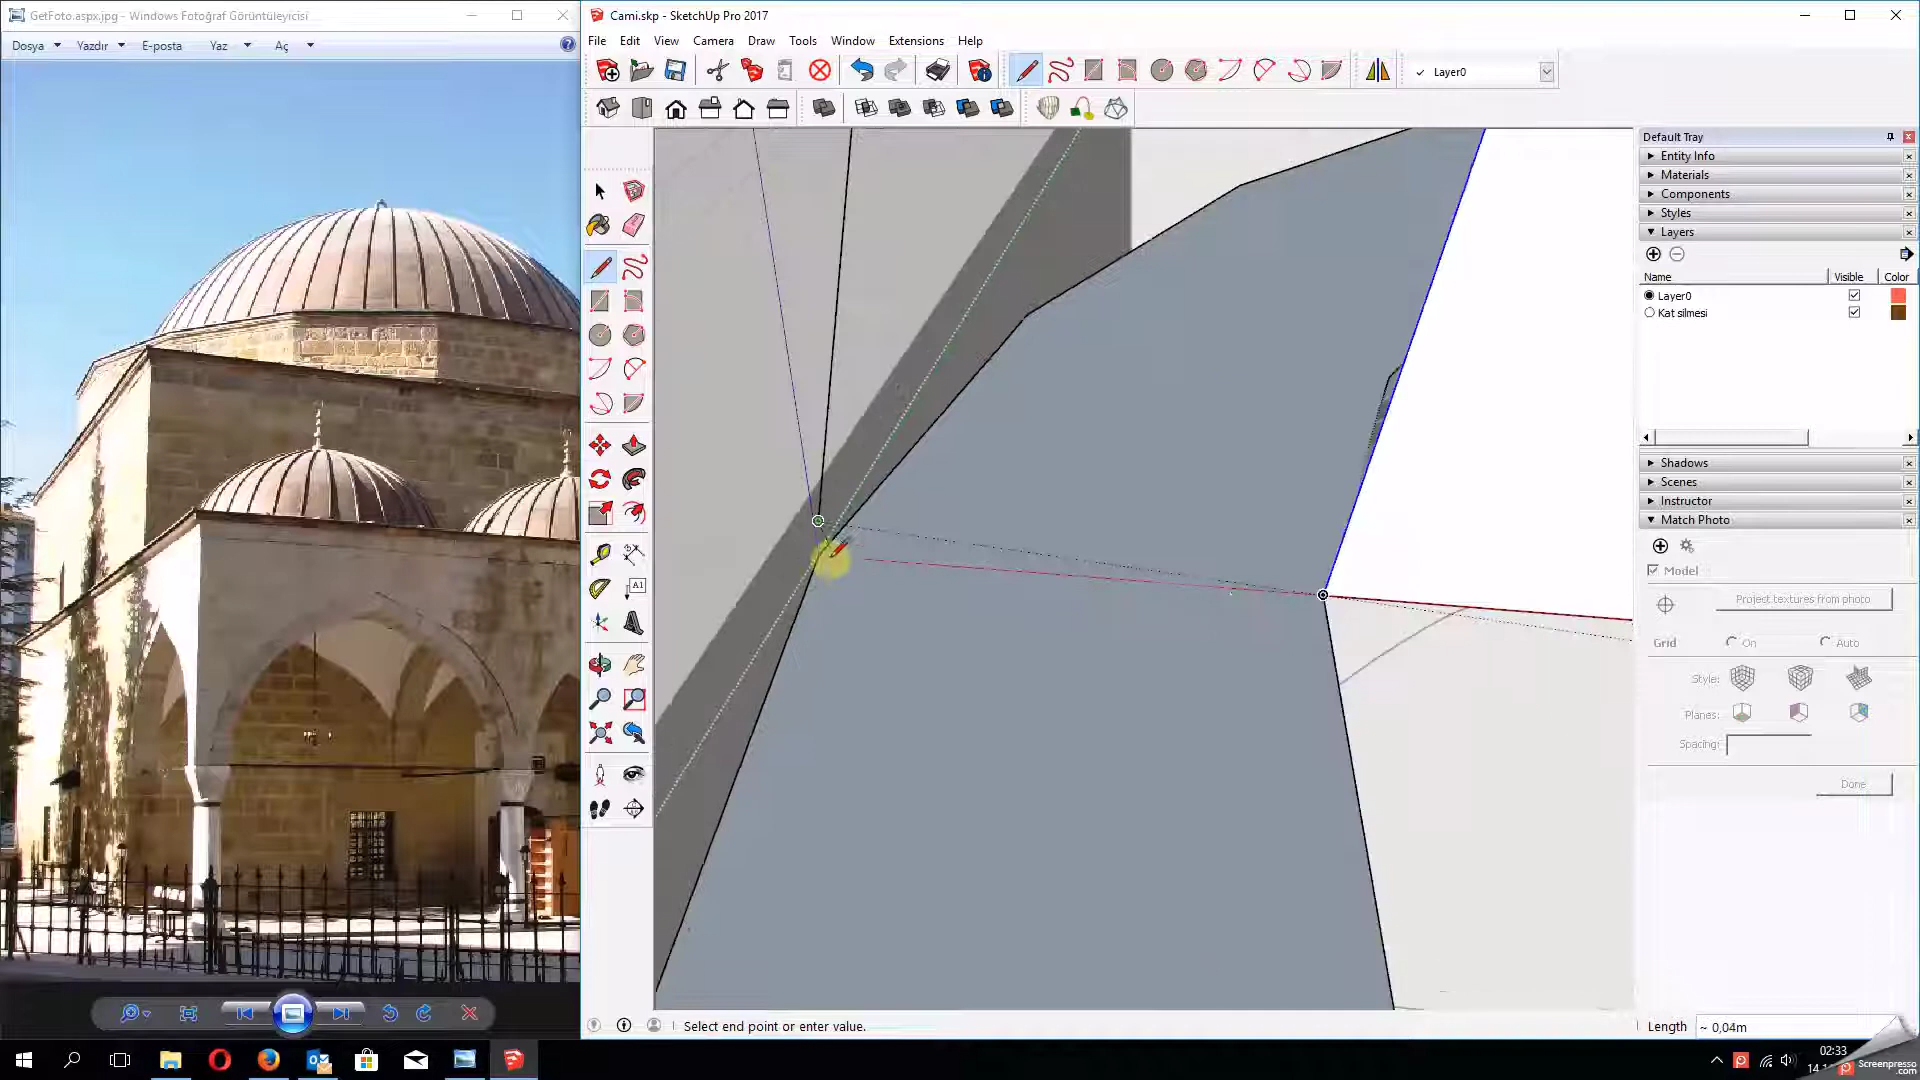 GetFoto.aspx.jpg - Windows Fotoğraf Görüntüleyicisi
Dosya Yazdır E-posta Yaz Aç
Cami.skp - SketchUp Pro 2017
File Edit View Camera Draw Tools Window Extensions Help
Layer0
Default Tray
Entity Info
Materials
Components
Styles
Layers
Name Visible Color
Layer0
Kat silmesi
Shadows
Scenes
Instructor
Match Photo
Model
Project textures from photo
Grid On Auto
Style:
Planes:
Spacing:
Done
A1
Select end point or enter value.
Length ~ 0,04m
02:33
Screenpresso
.com